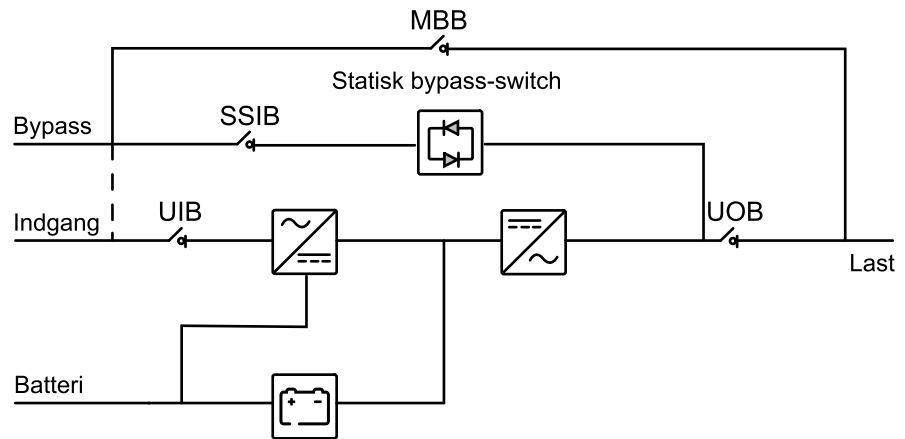 MBB
Statisk bypass-switch
SSIB
Bypass
UIB
UOB
Indgang
Last
Batteri